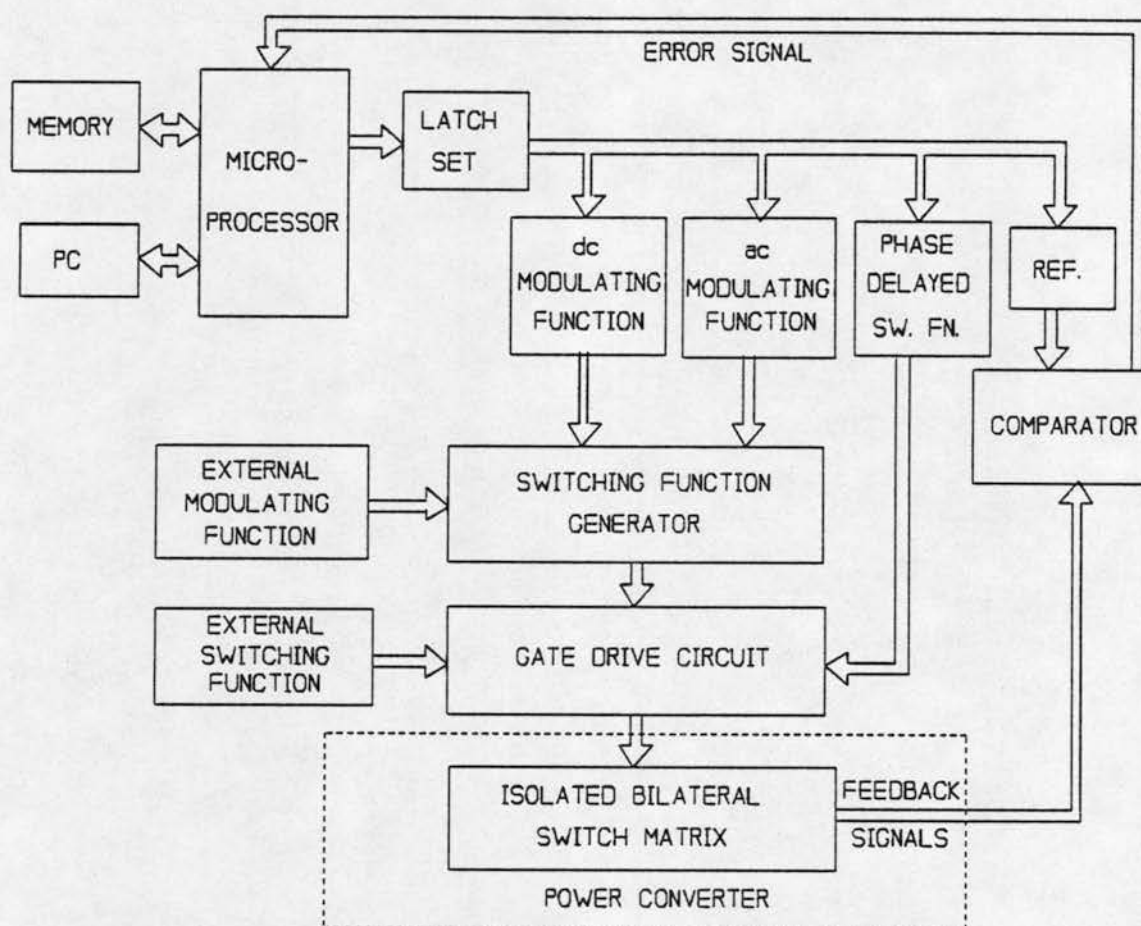 ERROR SIGNAL
MEMORY
MICRO-
PROCESSOR
LATCH
SET
PC
dc
MODULATING
FUNCTION
ac
MODULATING
FUNCTION
PHASE
DELAYED
SW. FN.
REF.
COMPARATOR
EXTERNAL
MODULATING
FUNCTION
SWITCHING FUNCTION
GENERATOR
EXTERNAL
SWITCHING
FUNCTION
GATE DRIVE CIRCUIT
ISOLATED BILATERAL
SWITCH MATRIX
FEEDBACK
SIGNALS
POWER CONVERTER